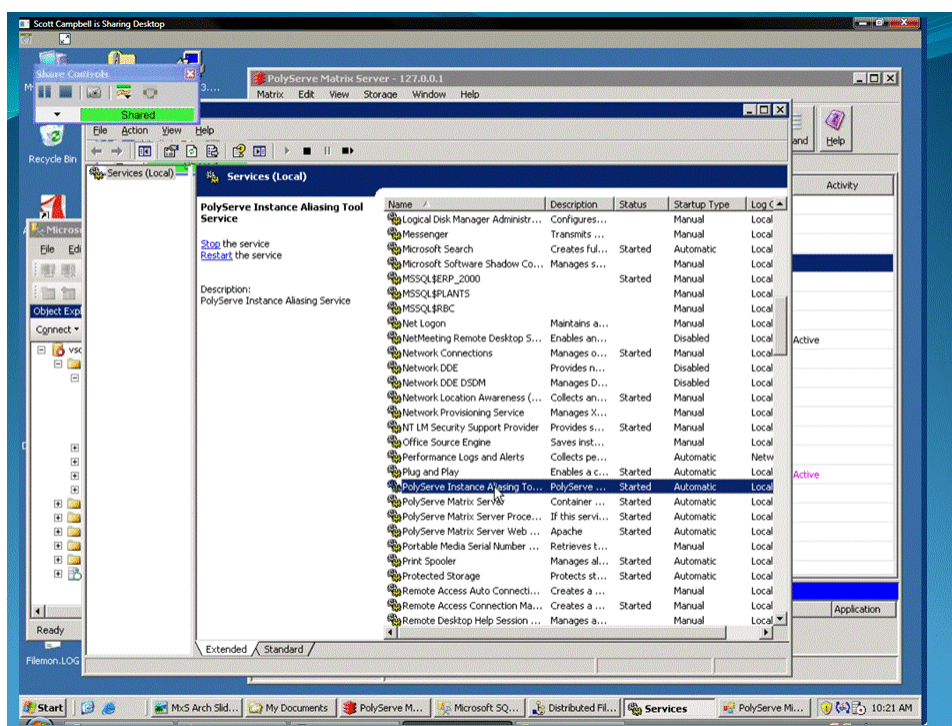 Scott Campbell is Sharing Desktop
Share Controls
Shared
Recycle Bin
PolyServe Matrix Server - 127.0.0.1
Matrix Edit View Storage Window Help
Help
Activity
File Action View Help
Services (Local)
Services (Local)
PolyServe Instance Aliasing Tool
Service
Stop the service
Restart the service
Description:
PolyServe Instance Aliasing Service
Name Description Status Startup Type
Logical Disk Manager Administr... Configures... Manual Local
Messenger Transmits ... Manual Local
Microsoft Search Creates ful... Started Automatic Local
Microsoft Software Shadow Co... Manages s... Manual Local
MSSQL$ERP_2000 Started Manual Local
MSSQL$PLANTS Manual Local
MSSQL$RBC Manual Local
Net Logon Maintains a... Manual Local
NetMeeting Remote Desktop S... Enables an... Disabled Local
Network Connections Manages o... Started Manual Local
Network DDE Provides n... Disabled Local
Network DDE DSDM Manages D... Disabled Local
Network Location Awareness (... Collects an... Started Manual Local
Network Provisioning Service Manages X... Manual Local
NT LM Security Support Provider Provides s... Started Manual Local
Office Source Engine Saves inst... Manual Local
Performance Logs and Alerts Collects pe... Automatic Netw
Plug and Play Enables a c... Started Automatic Local
PolyServe Instance Aliasing To... PolyServe ... Started Automatic Local
PolyServe Matrix Server Container ... Started Automatic Local
PolyServe Matrix Server Proce... If this servi... Started Automatic Local
PolyServe Matrix Server Web ... Apache Started Automatic Local
Portable Media Serial Number ... Retrieves t... Manual Local
Print Spooler Manages al... Started Automatic Local
Protected Storage Protects st... Started Automatic Local
Remote Access Auto Connecti... Creates a ... Manual Local
Remote Access Connection Ma... Creates a ... Started Manual Local
Remote Desktop Help Session ... Manages a... Manual Local
Extended Standard
File Edi
Object Expl
Connect
Ready
Active
Active
Application
Filemon.LOG
Start MxS Arch Slid... My Documents PolyServe M... Microsoft SQ... Distributed Fil... Services PolyServe Mi... 10:21 AM